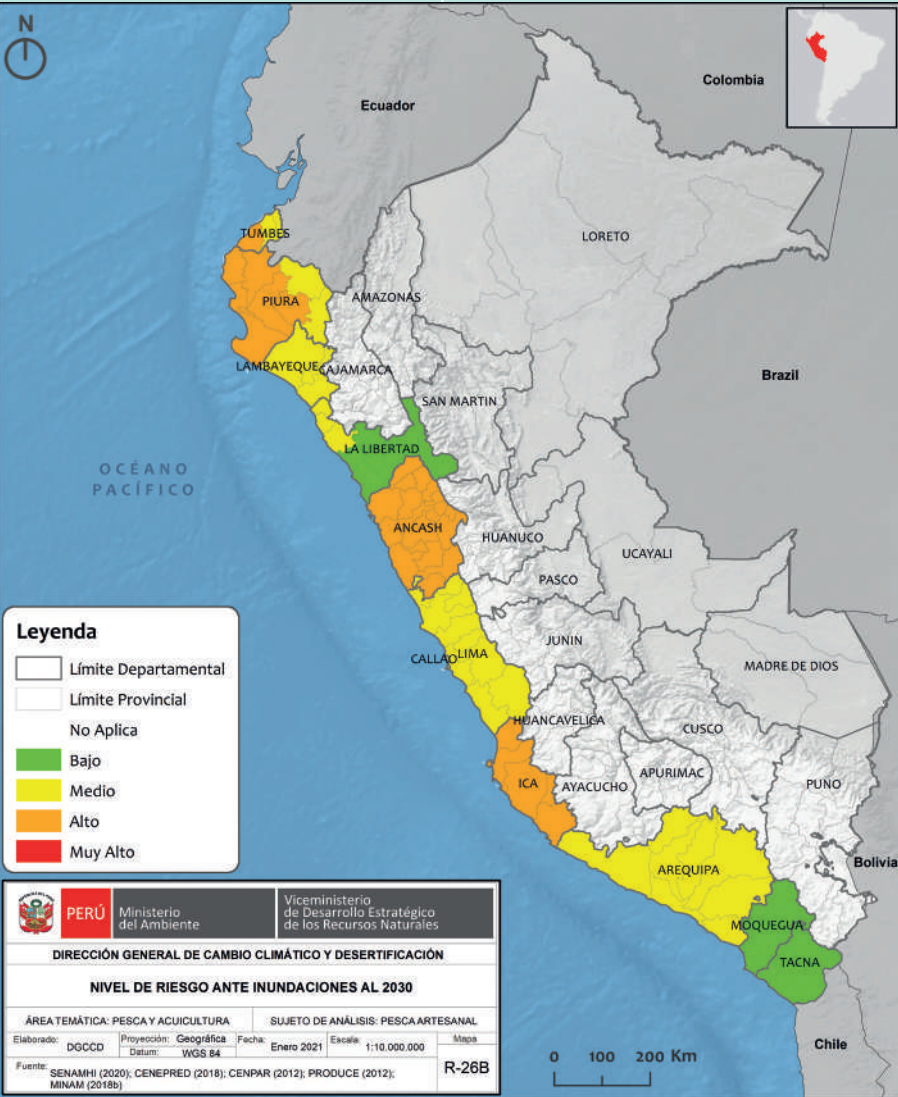 N
Colombia
Ecuador
LORETO
TUMBES
PIURA
AMAZONAS
LAMBAYEQUE
CAJAMARCA
Brazil
SAN MARTIN
LA LIBERTAD
OCÉANO
PACÍFICO
ANCASH
HUANUCO
UCAYALI
PASCO
JUNIN
CALLAO
LIMA
MADRE DE DIOS
HUANCAVELICA
CUSCO
ICA
AYACUCHO
APURIMAC
PUNO
Bolivia
AREQUIPA
MOQUEGUA
TACNA
Chile
Leyenda
Límite Departamental
Límite Provincial
No Aplica
Bajo
Medio
Alto
Muy Alto
PERÚ
Ministerio
del Ambiente
Viceministerio
de Desarrollo Estratégico
de los Recursos Naturales
DIRECCIÓN GENERAL DE CAMBIO CLIMÁTICO Y DESERTIFICACIÓN
NIVEL DE RIESGO ANTE INUNDACIONES AL 2030
ÁREA TEMÁTICA: PESCA Y ACUICULTURA
SUJETO DE ANÁLISIS: PESCA ARTESANAL
Elaborado: DGCCD
Proyección: Geográfica
Datum: WGS 84
Fecha: Enero 2021
Escala: 1:10.000.000
Mapa
R-26B
Fuente: SENAMHI (2020); CENEPRED (2018); CENPAR (2012); PRODUCE (2012);
MINAM (2018b)
0 100 200 Km